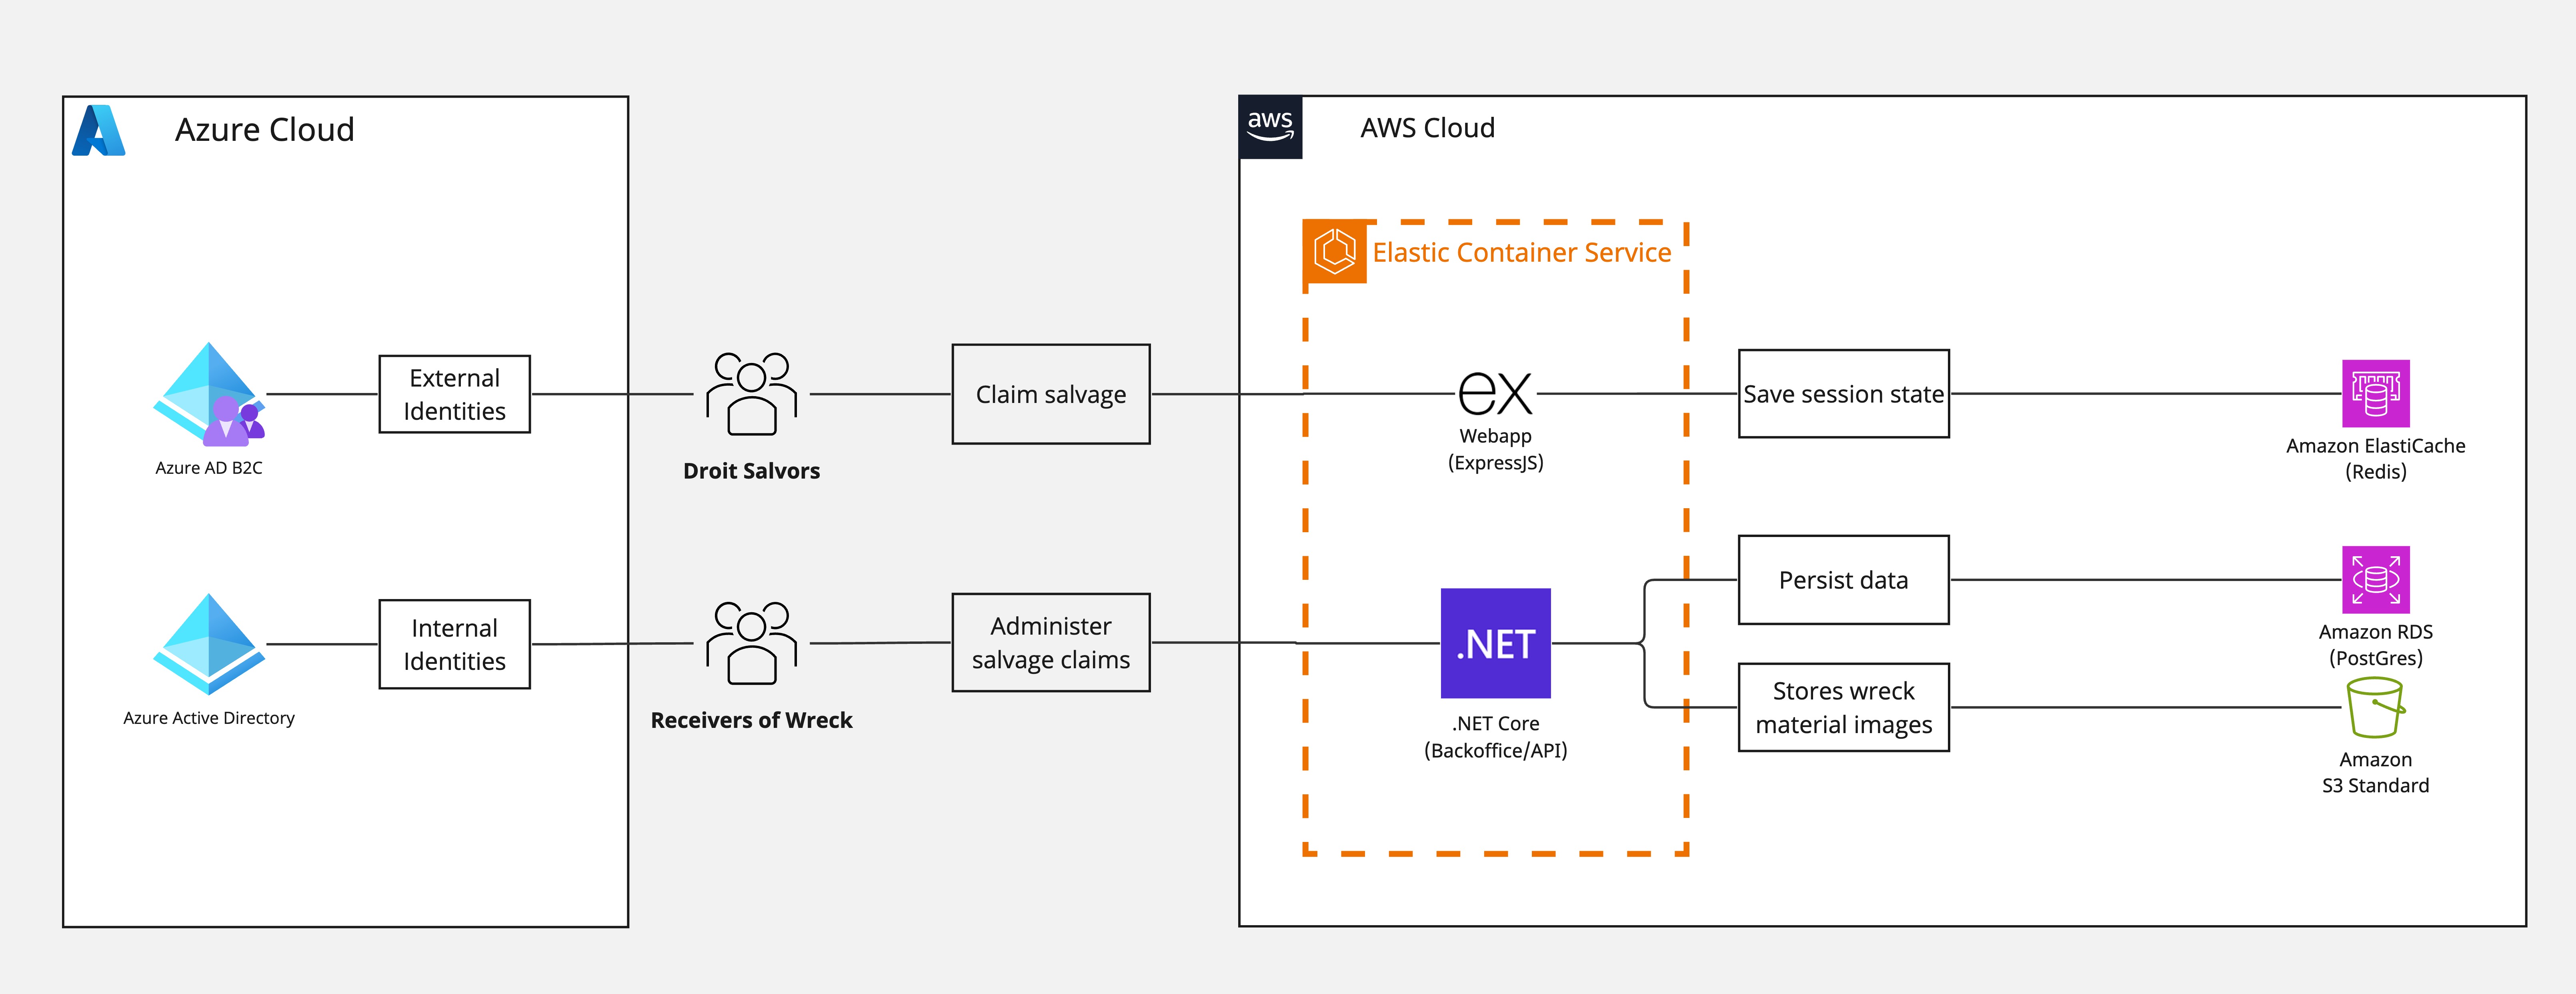 Azure Cloud
aws
AWS Cloud
Elastic Container Service
External
Identities
Azure AD B2C
Droit Salvors
Claim salvage
ex
Webapp
(ExpressJS)
Save session state
Amazon ElastiCache
(Redis)
Internal
Identities
Azure Active Directory
Receivers of Wreck
Administer
salvage claims
.NET
.NET Core
(Backoffice/API)
Persist data
Amazon RDS
(PostGres)
Stores wreck
material images
Amazon
S3 Standard